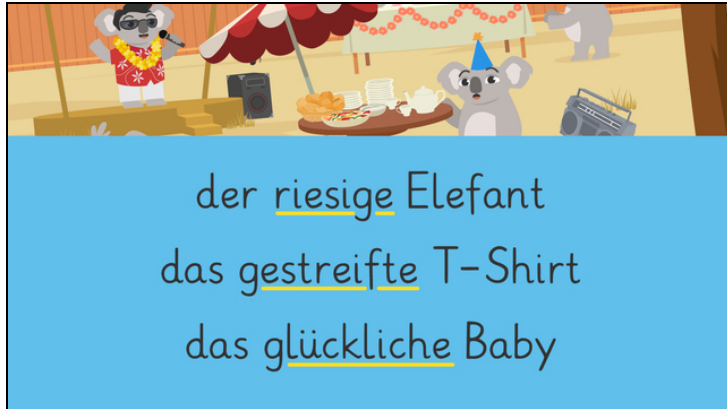 der riesige Elefant
das gestreifte T-Shirt
das glückliche Baby